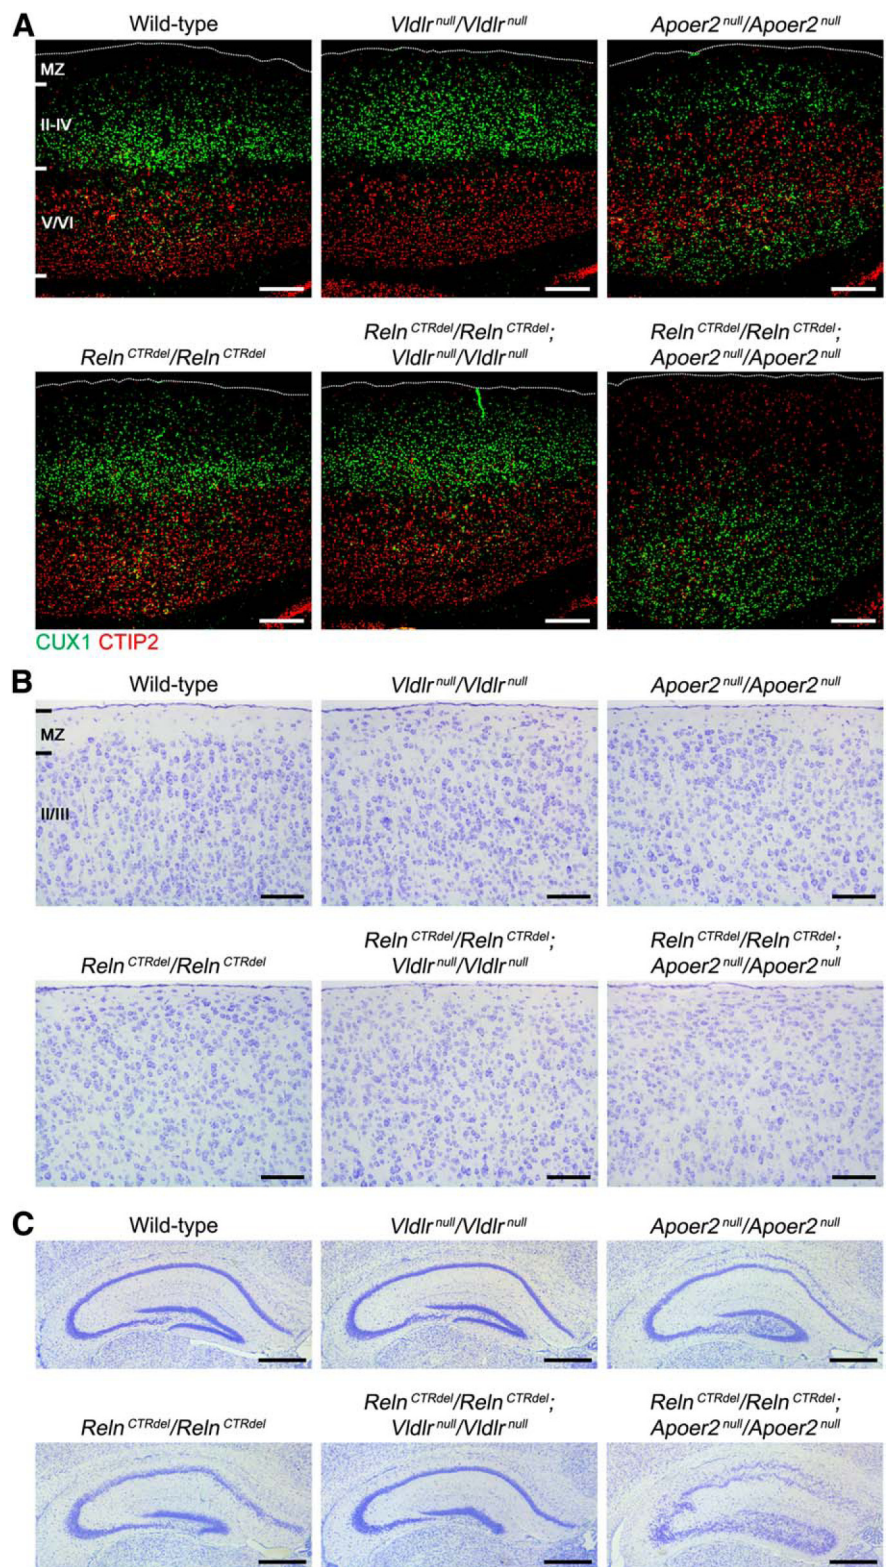 A
Wild-type
Vldlr null/Vldlr null
Apoer2 null/Apoer2 null
MZ
II-IV
V/VI
Reln CTRdel/Reln CTRdel
Reln CTRdel/Reln CTRdel;
Vldlr null/Vldlr null
Reln CTRdel/Reln CTRdel;
Apoer2 null/Apoer2 null
CUX1 CTIP2
B
Wild-type
Vldlr null/Vldlr null
Apoer2 null/Apoer2 null
MZ
II/III
Reln CTRdel/Reln CTRdel
Reln CTRdel/Reln CTRdel;
Vldlr null/Vldlr null
Reln CTRdel/Reln CTRdel;
Apoer2 null/Apoer2 null
C
Wild-type
Vldlr null/Vldlr null
Apoer2 null/Apoer2 null
Reln CTRdel/Reln CTRdel
Reln CTRdel/Reln CTRdel;
Vldlr null/Vldlr null
Reln CTRdel/Reln CTRdel;
Apoer2 null/Apoer2 null